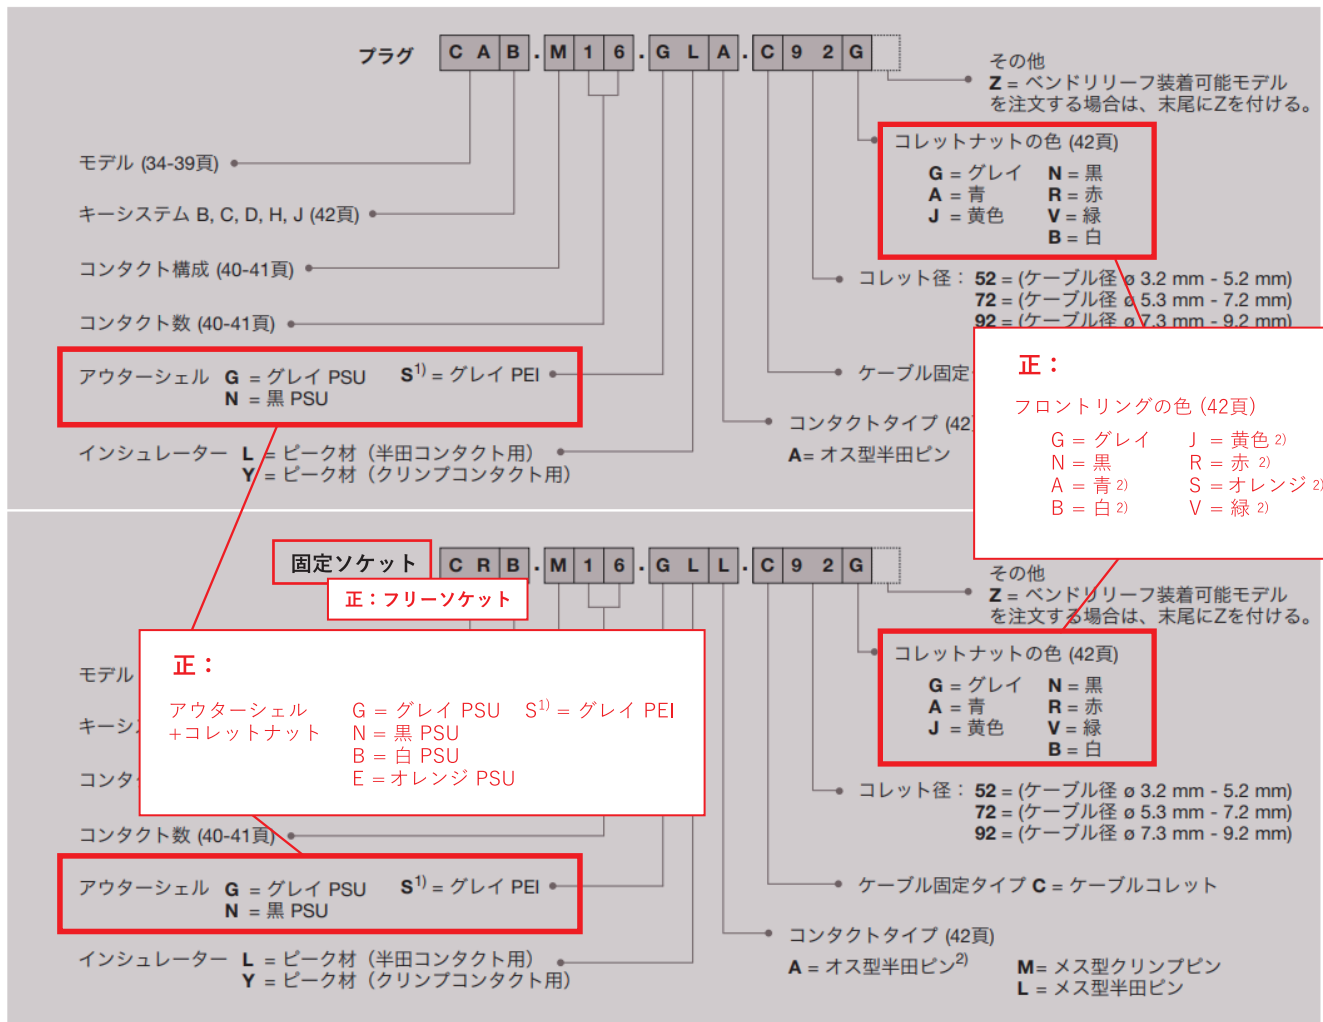 プラグ CAB.M16.GLA.C92G
その他
Z = ベンドリリーフ装着可能モデル
を注文する場合は、末尾にZを付ける。
コレットナットの色 (42頁)
G = グレイ N = 黒
A = 青 R = 赤
J = 黄色 V = 緑
B = 白
モデル (34-39頁)
キーシステム B, C, D, H, J (42頁)
コンタクト構成 (40-41頁)
コレット径： 52 = (ケーブル径 ø 3.2 mm - 5.2 mm)
72 = (ケーブル径 ø 5.3 mm - 7.2 mm)
92 = (ケーブル径 ø 7.3 mm - 9.2 mm)
コンタクト数 (40-41頁)
アウターシェル G = グレイ PSU S1) = グレイ PEI
N = 黒 PSU
ケーブル固定
コンタクトタイプ (42
A= オス型半田ピン
インシュレーター L = ピーク材（半田コンタクト用）
Y = ピーク材（クリンプコンタクト用）
正：
フロントリングの色 (42頁)
G = グレイ J = 黄色 2)
N = 黒 R = 赤 2)
A = 青 2) S = オレンジ 2)
B = 白 2) V = 緑 2)
固定ソケット CRB.M16.GLL.C92G
正：フリーソケット
その他
Z = ベンドリリーフ装着可能モデル
を注文する場合は、末尾にZを付ける。
コレットナットの色 (42頁)
G = グレイ N = 黒
A = 青 R = 赤
J = 黄色 V = 緑
B = 白
モデル
キーシ
コンタ
正：
アウターシェル G = グレイ PSU S1) = グレイ PEI
+コレットナット N = 黒 PSU
B = 白 PSU
E = オレンジ PSU
コレット径： 52 = (ケーブル径 ø 3.2 mm - 5.2 mm)
72 = (ケーブル径 ø 5.3 mm - 7.2 mm)
92 = (ケーブル径 ø 7.3 mm - 9.2 mm)
コンタクト数 (40-41頁)
アウターシェル G = グレイ PSU S1) = グレイ PEI
N = 黒 PSU
ケーブル固定タイプ C = ケーブルコレット
コンタクトタイプ (42頁)
A = オス型半田ピン2) M= メス型クリンプピン
L = メス型半田ピン
インシュレーター L = ピーク材（半田コンタクト用）
Y = ピーク材（クリンプコンタクト用）